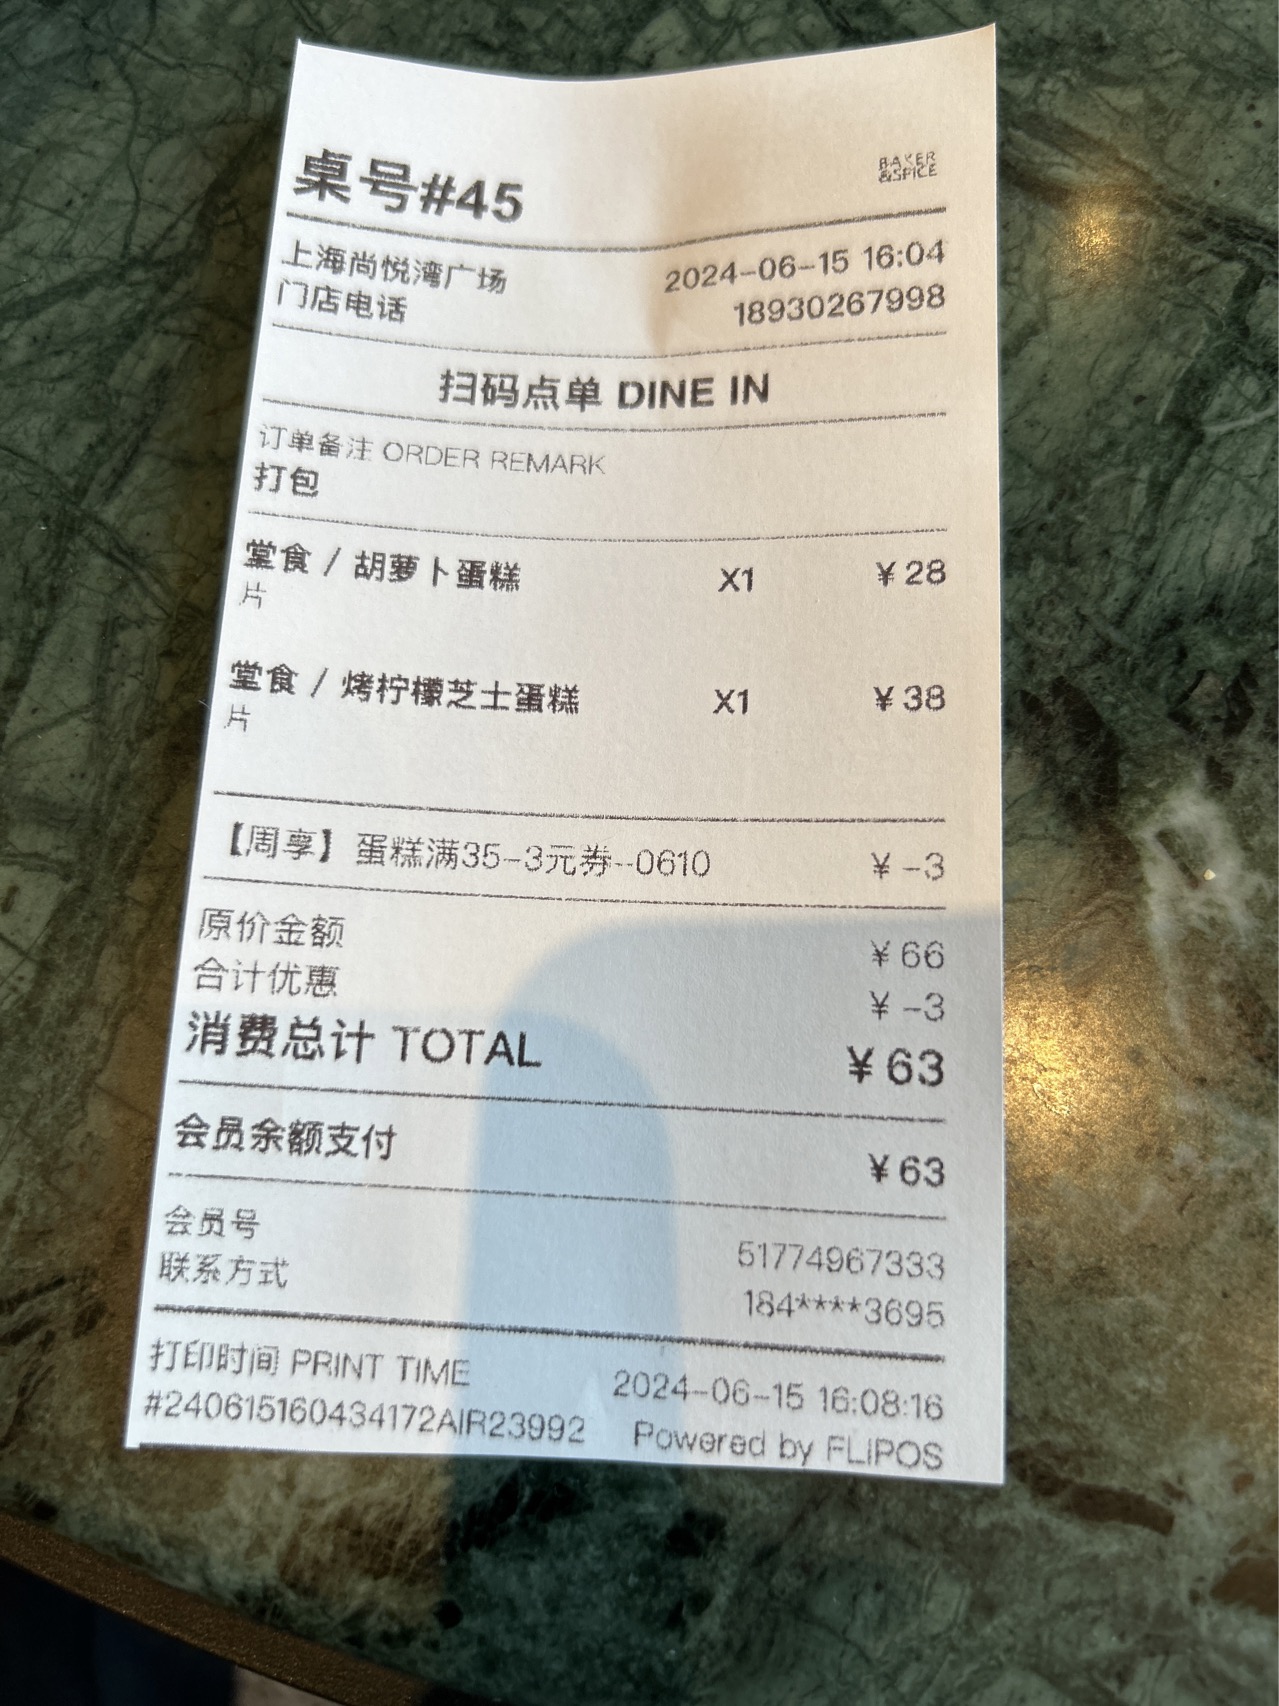 桌号#45
BAKER
&SPICE
上海尚悦湾广场 2024-06-15 16:04
门店电话 18930267998
扫码点单 DINE IN
订单备注 ORDER REMARK
打包
堂食 / 胡萝卜蛋糕 X1 ¥28
片
堂食 / 烤柠檬芝士蛋糕 X1 ¥38
片
【周享】蛋糕满35-3元券--0610 ¥-3
原价金额 ¥66
合计优惠 ¥-3
消费总计 TOTAL ¥63
会员余额支付 ¥63
会员号 51774967333
联系方式 184****3695
打印时间 PRINT TIME 2024-06-15 16:08:16
#240615160434172AIR23992 Powered by FLIPOS